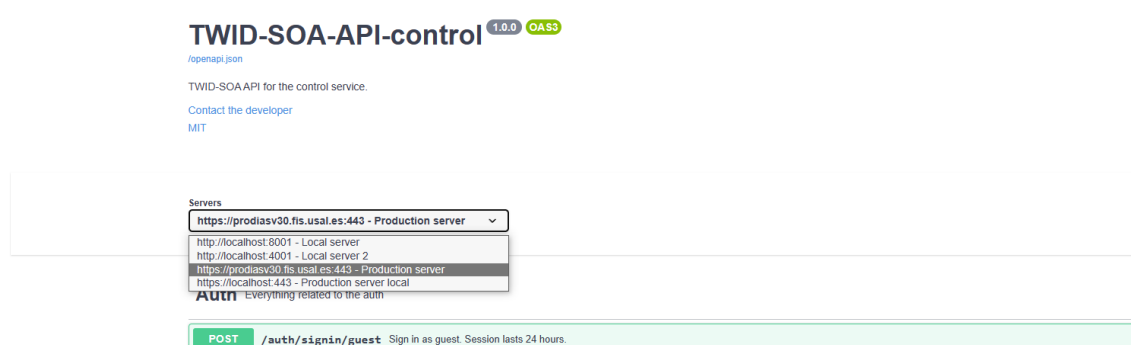 TWID-SOA-API-control 1.0.0 OAS3
/openapi.json
TWID-SOA API for the control service.
Contact the developer
MIT
Servers
https://prodiasv30.fis.usal.es:443 - Production server
http://localhost:8001 - Local server
http://localhost:4001 - Local server 2
https://prodiasv30.fis.usal.es:443 - Production server
https://localhost:443 - Production server local
Auth Everything related to the auth
POST /auth/signin/guest Sign in as guest. Session lasts 24 hours.